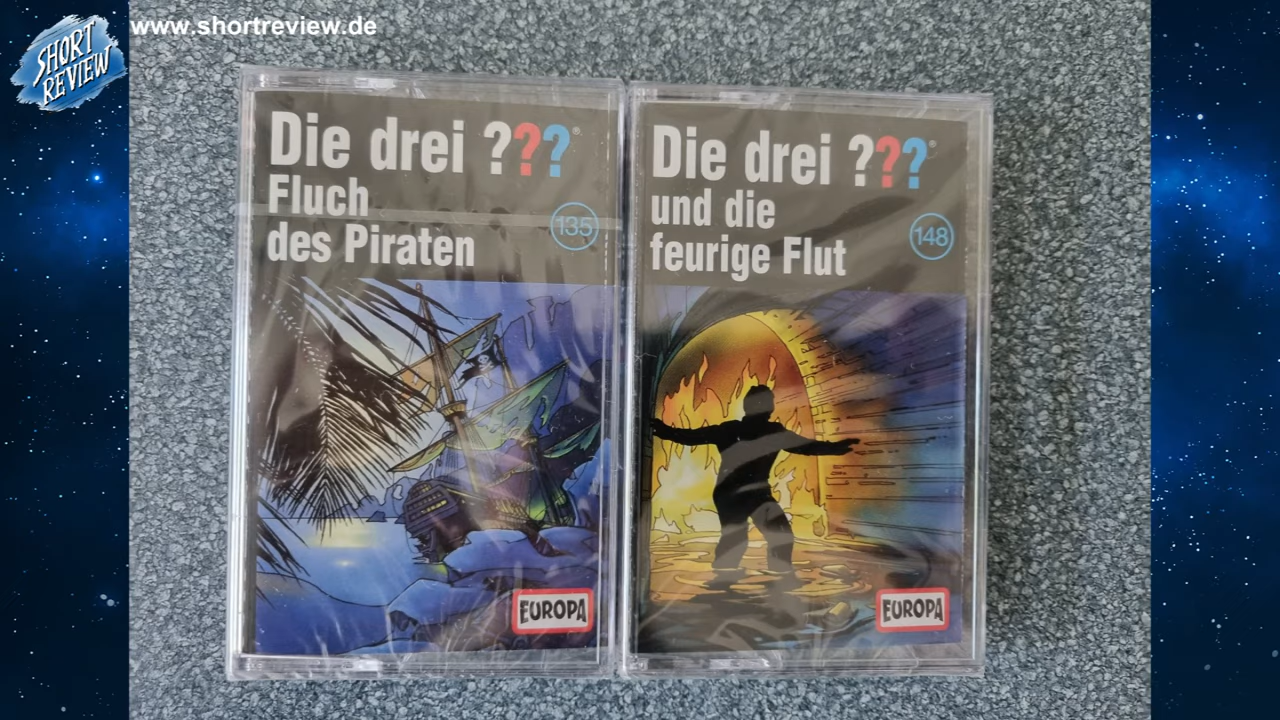 SHORT
REVIEW
www.shortreview.de
Die drei ???®
Fluch
des Piraten
135
EUROPA
Die drei ???®
und die
feurige Flut
148
EUROPA